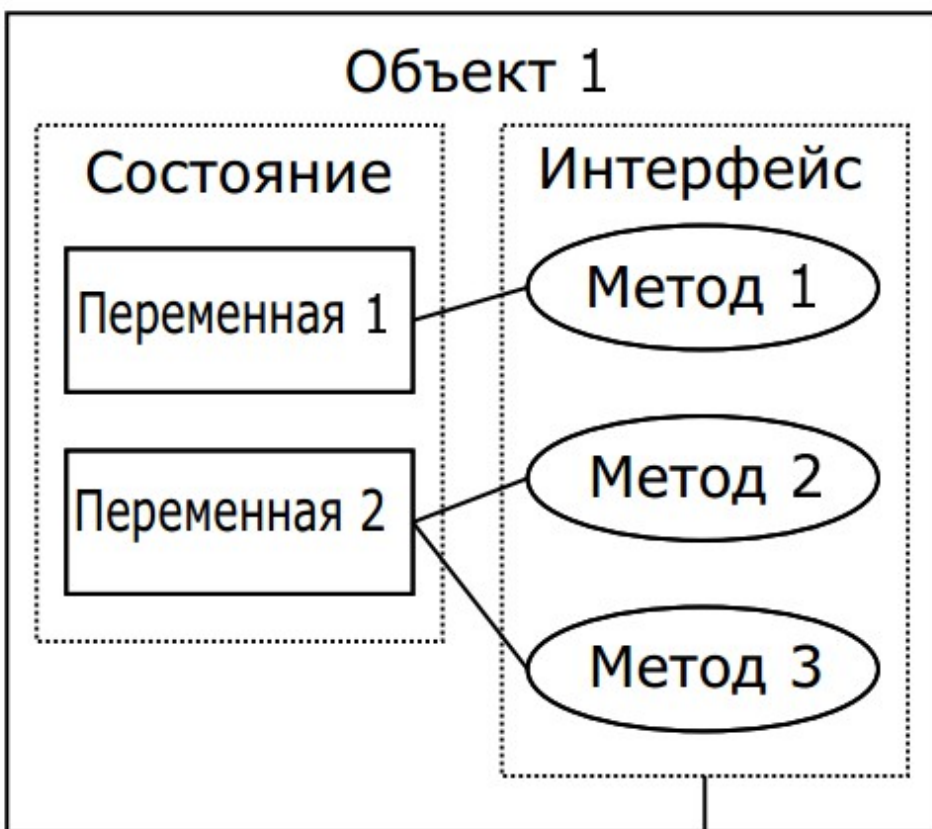 Объект 1
Состояние
Переменная 1
Переменная 2
Интерфейс
Метод 1
Метод 2
Метод 3